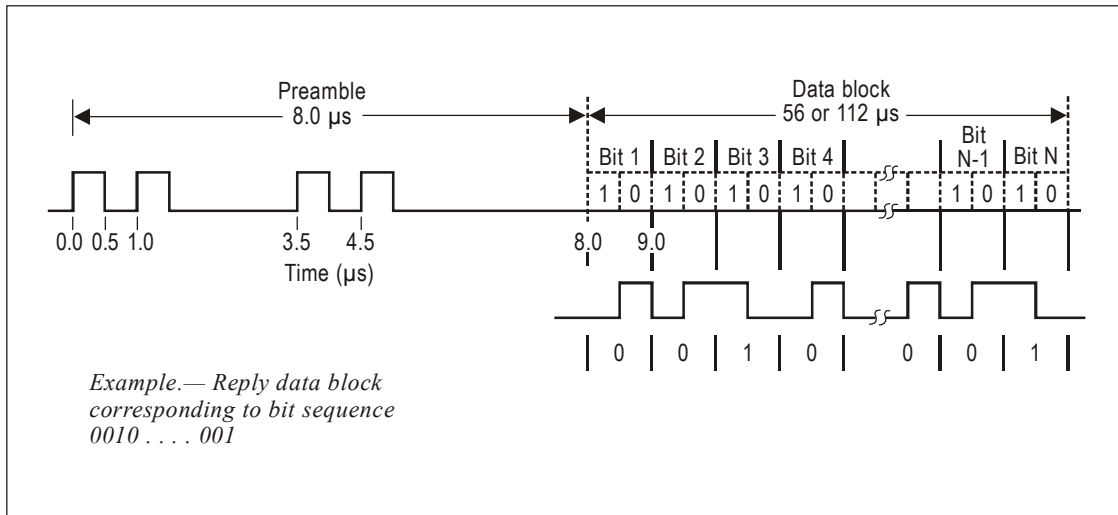 Preamble
8.0 µs
Data block
56 or 112 µs
Bit 1 Bit 2 Bit 3 Bit 4 Bit N-1 Bit N
1 0 1 0 1 0 1 0 1 0 1 0
0.0 0.5 1.0 3.5 4.5 8.0 9.0
Time (µs)
0 0 1 0 0 0 1
Example.— Reply data block
corresponding to bit sequence
0010 . . . . 001